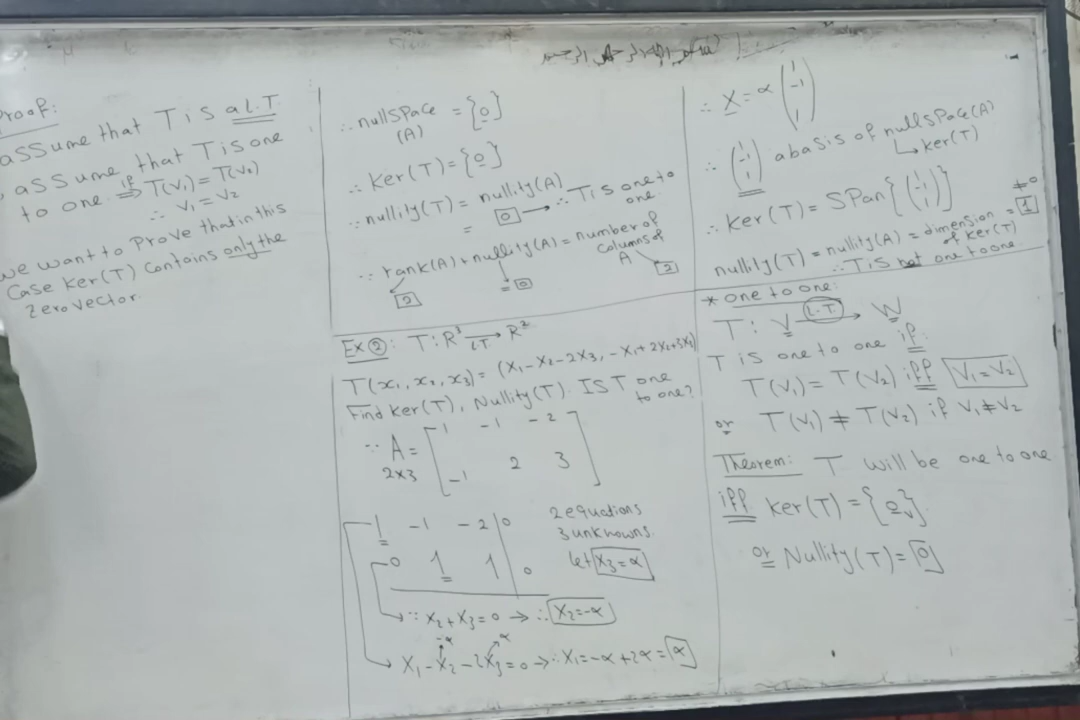 بسم الله الرحمن الرحيم
Proof:
assume that T is a L.T
, assume that T is one
to one. if ⇒ T(V₁) = T(V₂)
∴ V₁ = V₂
we want to prove that in this
Case Ker(T) contains only the
zero vector.
∴ nullspace (A) = {0}
∴ Ker(T) = {0}
∵ nullity(T) = nullity(A) = 0 → ∴ T is one to one
∵ rank(A) + nullity(A) = number of columns of A
2 = 0 2
Ex ②: T: R³ → R²
L.T
T(x₁, x₂, x₃) = (x₁ - x₂ - 2x₃, -x₁ + 2x₂ + 3x₃)
Find Ker(T), Nullity(T). IS T one to one?
∵ A = [1 -1 -2
2x3 -1 2 3]
1 -1 -2 | 0 2 equations
3 unknowns.
0 1 1 | 0 let x₃ = α
∵ x₂ + x₃ = 0 → ∴ x₂ = -α
-α α
x₁ - x₂ - 2x₃ = 0 → ∴ x₁ = -α + 2α = α
∴ X = α (1 -1 1)
∴ (1 -1 1) a basis of nullspace(A)
↳ Ker(T)
∴ Ker(T) = Span{(1 -1 1)}
nullity(T) = nullity(A) = dimension of Ker(T) = 1 ≠ 0
∴ T is not one to one.
* one to one:
T: V L.T. → W
T is one to one if:
T(V₁) = T(V₂) iff V₁ = V₂
or T(V₁) ≠ T(V₂) if V₁ ≠ V₂
Theorem: T will be one to one
iff Ker(T) = {0ᵥ}
or Nullity(T) = 0